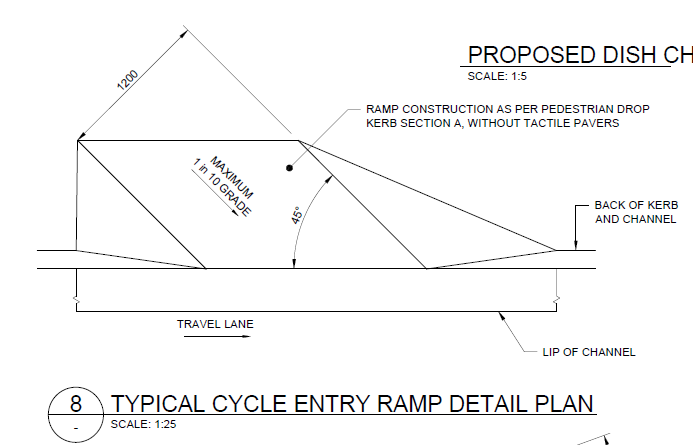 PROPOSED DISH CH
SCALE: 1:5
1200
RAMP CONSTRUCTION AS PER PEDESTRIAN DROP
KERB SECTION A, WITHOUT TACTILE PAVERS
MAXIMUM
1 in 10 GRADE
45°
BACK OF KERB
AND CHANNEL
TRAVEL LANE
LIP OF CHANNEL
8
-
TYPICAL CYCLE ENTRY RAMP DETAIL PLAN
SCALE: 1:25